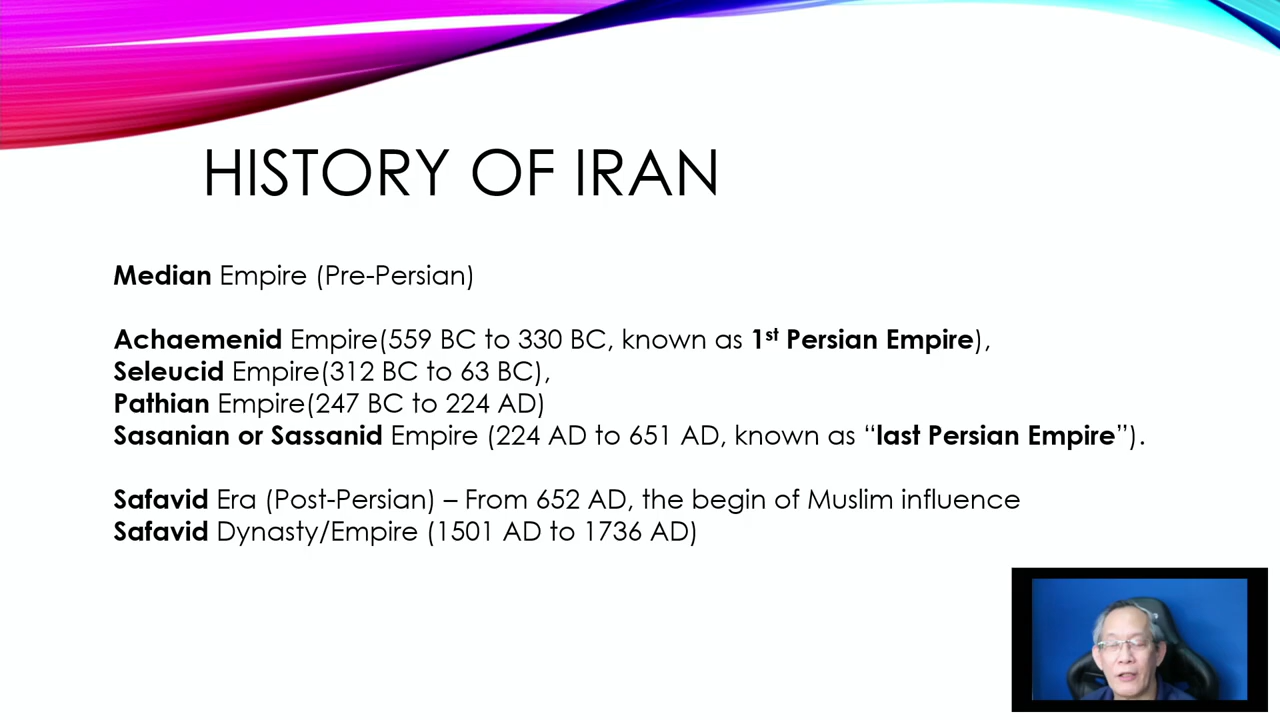 HISTORY OF IRAN
Median Empire (Pre-Persian)
Achaemenid Empire(559 BC to 330 BC, known as 1st Persian Empire),
Seleucid Empire(312 BC to 63 BC),
Pathian Empire(247 BC to 224 AD)
Sasanian or Sassanid Empire (224 AD to 651 AD, known as “last Persian Empire”).
Safavid Era (Post-Persian) – From 652 AD, the begin of Muslim influence
Safavid Dynasty/Empire (1501 AD to 1736 AD)